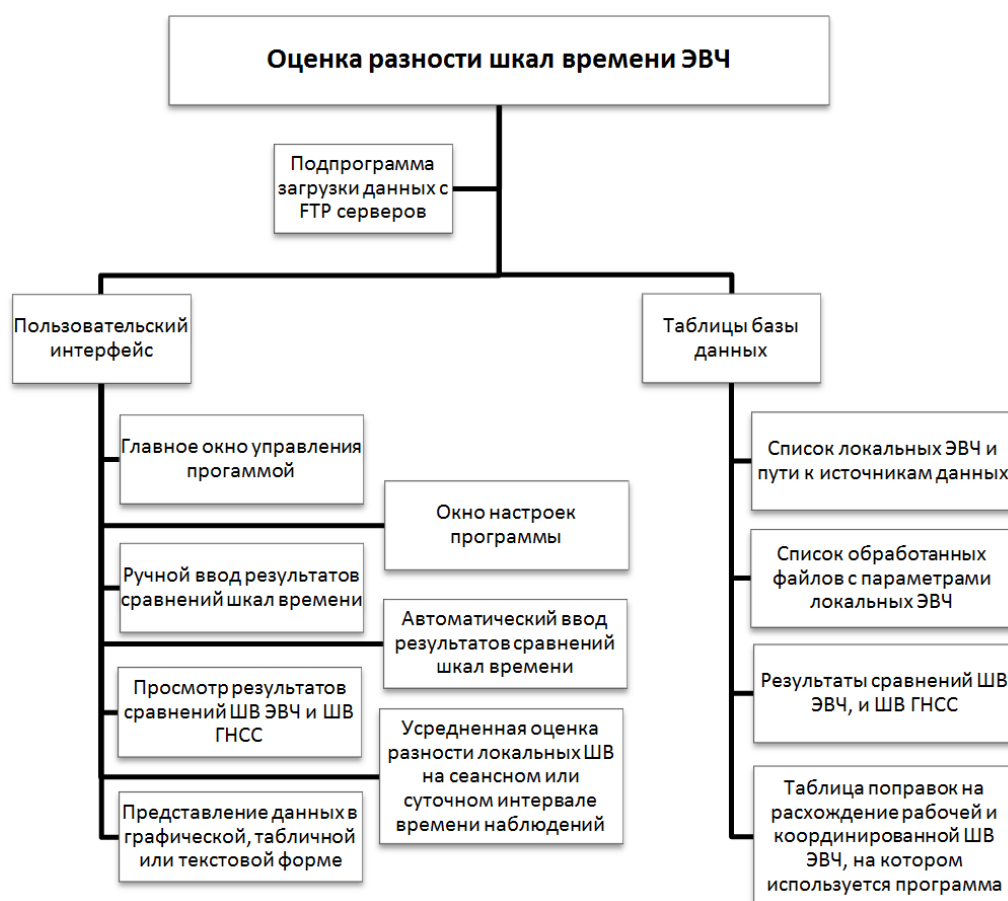 Оценка разности шкал времени ЭВЧ
Подпрограмма
загрузки данных с
FTP серверов
Пользовательский
интерфейс
Главное окно управления
прогаммой
Окно настроек
программы
Ручной ввод результатов
сравнений шкал времени
Автоматический ввод
результатов сравнений
шкал времени
Просмотр результатов
сравнений ШВ ЭВЧ и ШВ
ГНСС
Усредненная оценка
разности локальных ШВ
на сеансном или
суточном интервале
времени наблюдений
Представление данных в
графической, табличной
или текстовой форме
Таблицы базы
данных
Список локальных ЭВЧ и
пути к источникам данных
Список обработанных
файлов с параметрами
локальных ЭВЧ
Результаты сравнений ШВ
ЭВЧ, и ШВ ГНСС
Таблица поправок на
расхождение рабочей и
координированной ШВ
ЭВЧ, на котором
используется программа